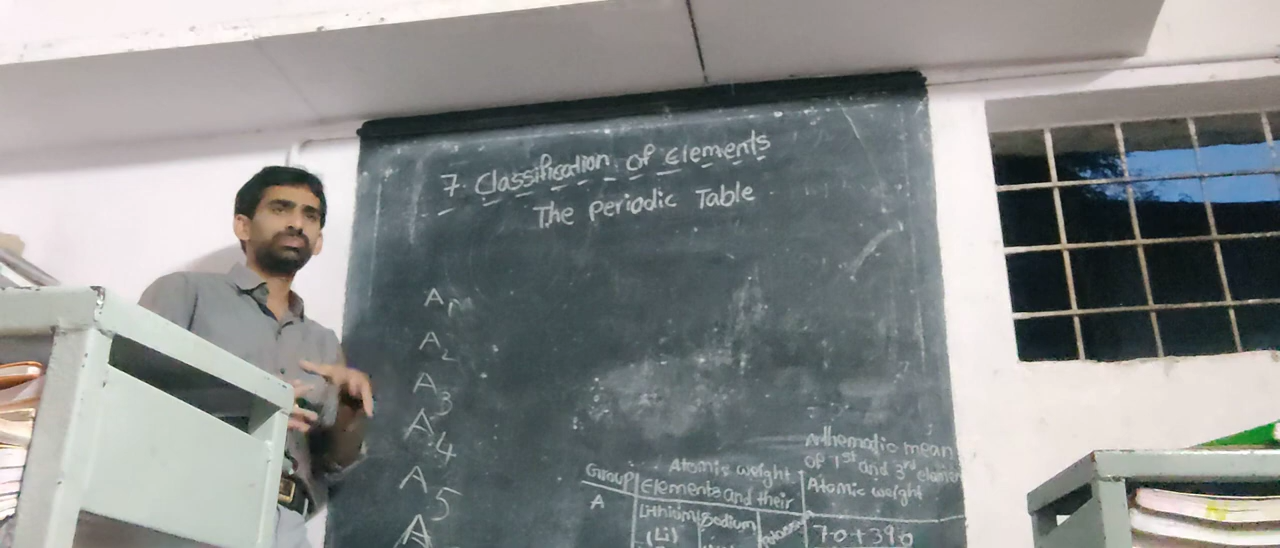 7. Classification of Elements
The Periodic Table
A1
A2
A3
A4
A5
A
Arithematic mean
of 1st and 3rd element
Group Atomic weight Atomic weight
Elements and their
A Lithium Sodium 7.0+39.0
(Li)